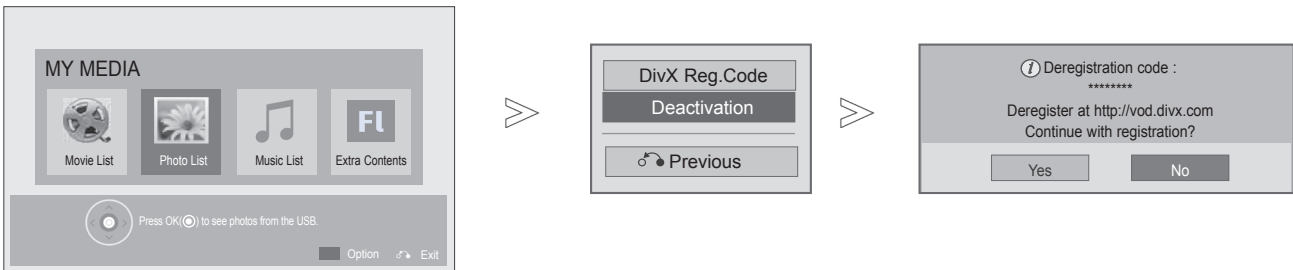 MY MEDIA
Movie List
Photo List
Music List
FL
Extra Contents
Press OK(◉) to see photos from the USB.
Option
Exit
DivX Reg.Code
Deactivation
Previous
Deregistration code :
********
Deregister at http://vod.divx.com
Continue with registration?
Yes
No